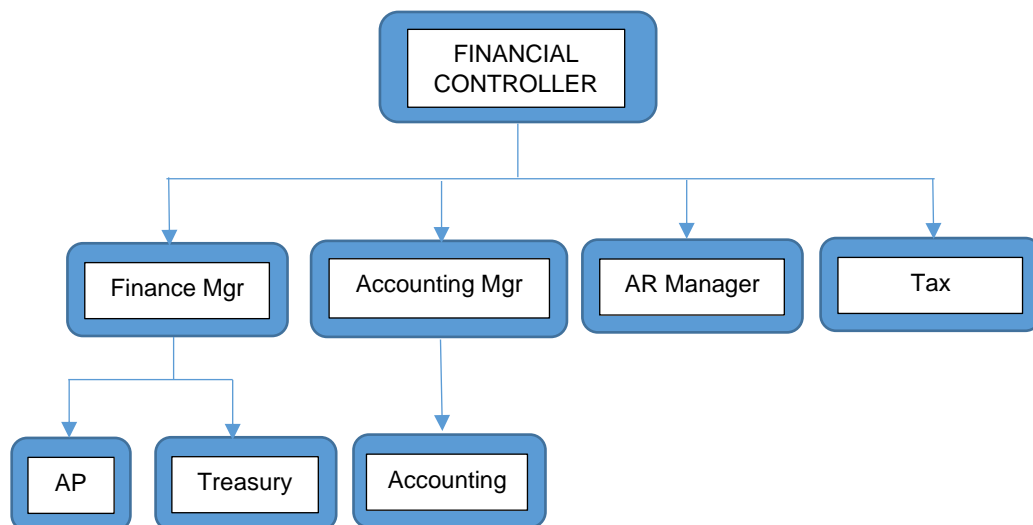 FINANCIAL
CONTROLLER
Finance Mgr
Accounting Mgr
AR Manager
Tax
AP
Treasury
Accounting